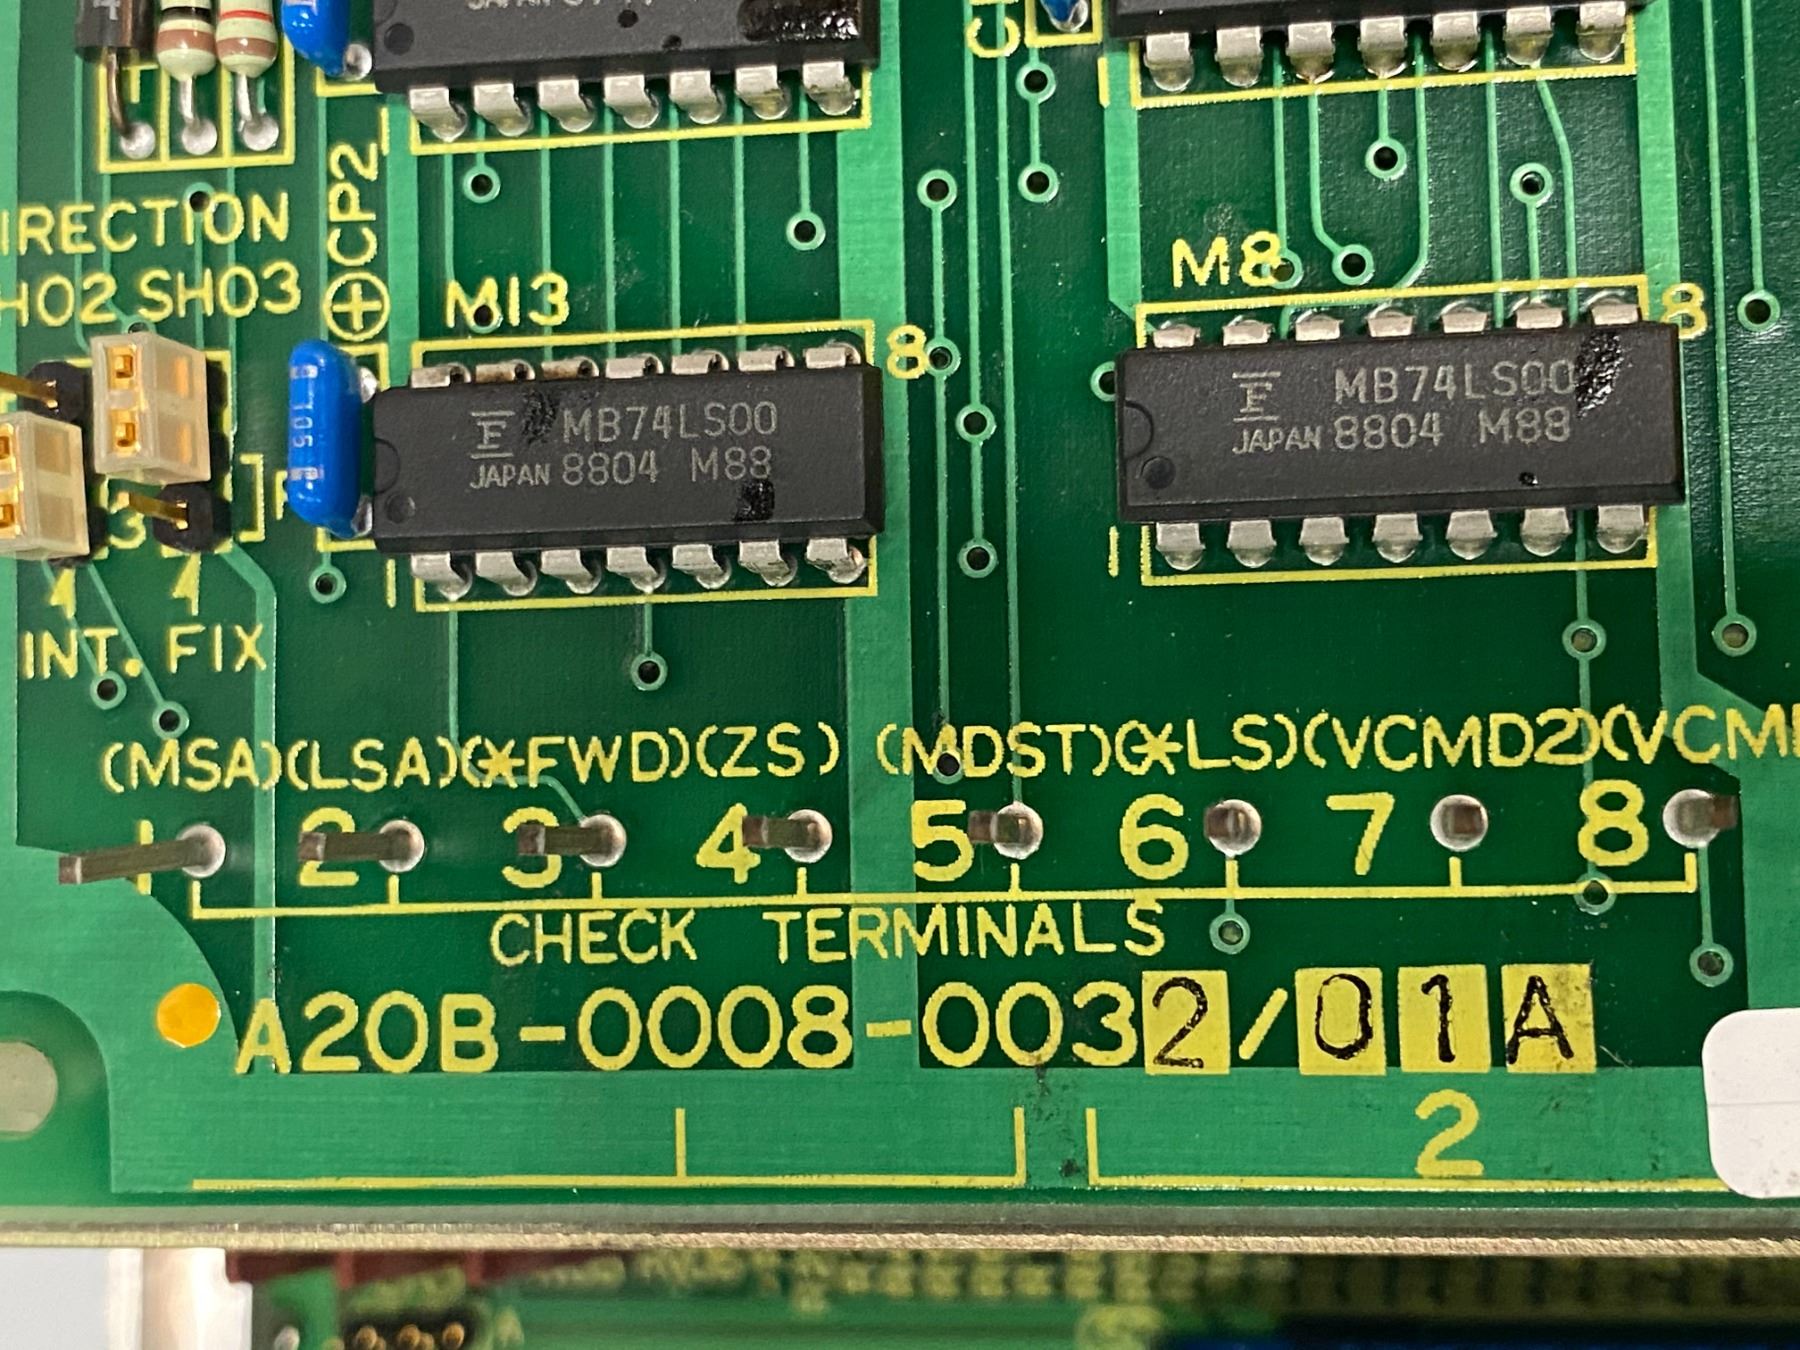 JAPAN
CP2
IRECTION
HO2 SHO3
M13
8
M8
8
MB74LS00
JAPAN 8804 M88
MB74LS00
JAPAN 8804 M88
105
3
1
1
INT. FIX
(MSA)(LSA)(*FWD)(ZS) (MDST)(*LS)(VCMD2)(VCM
1 2 3 4 5 6 7 8
CHECK TERMINALS
A20B-0008-0032/01A
2